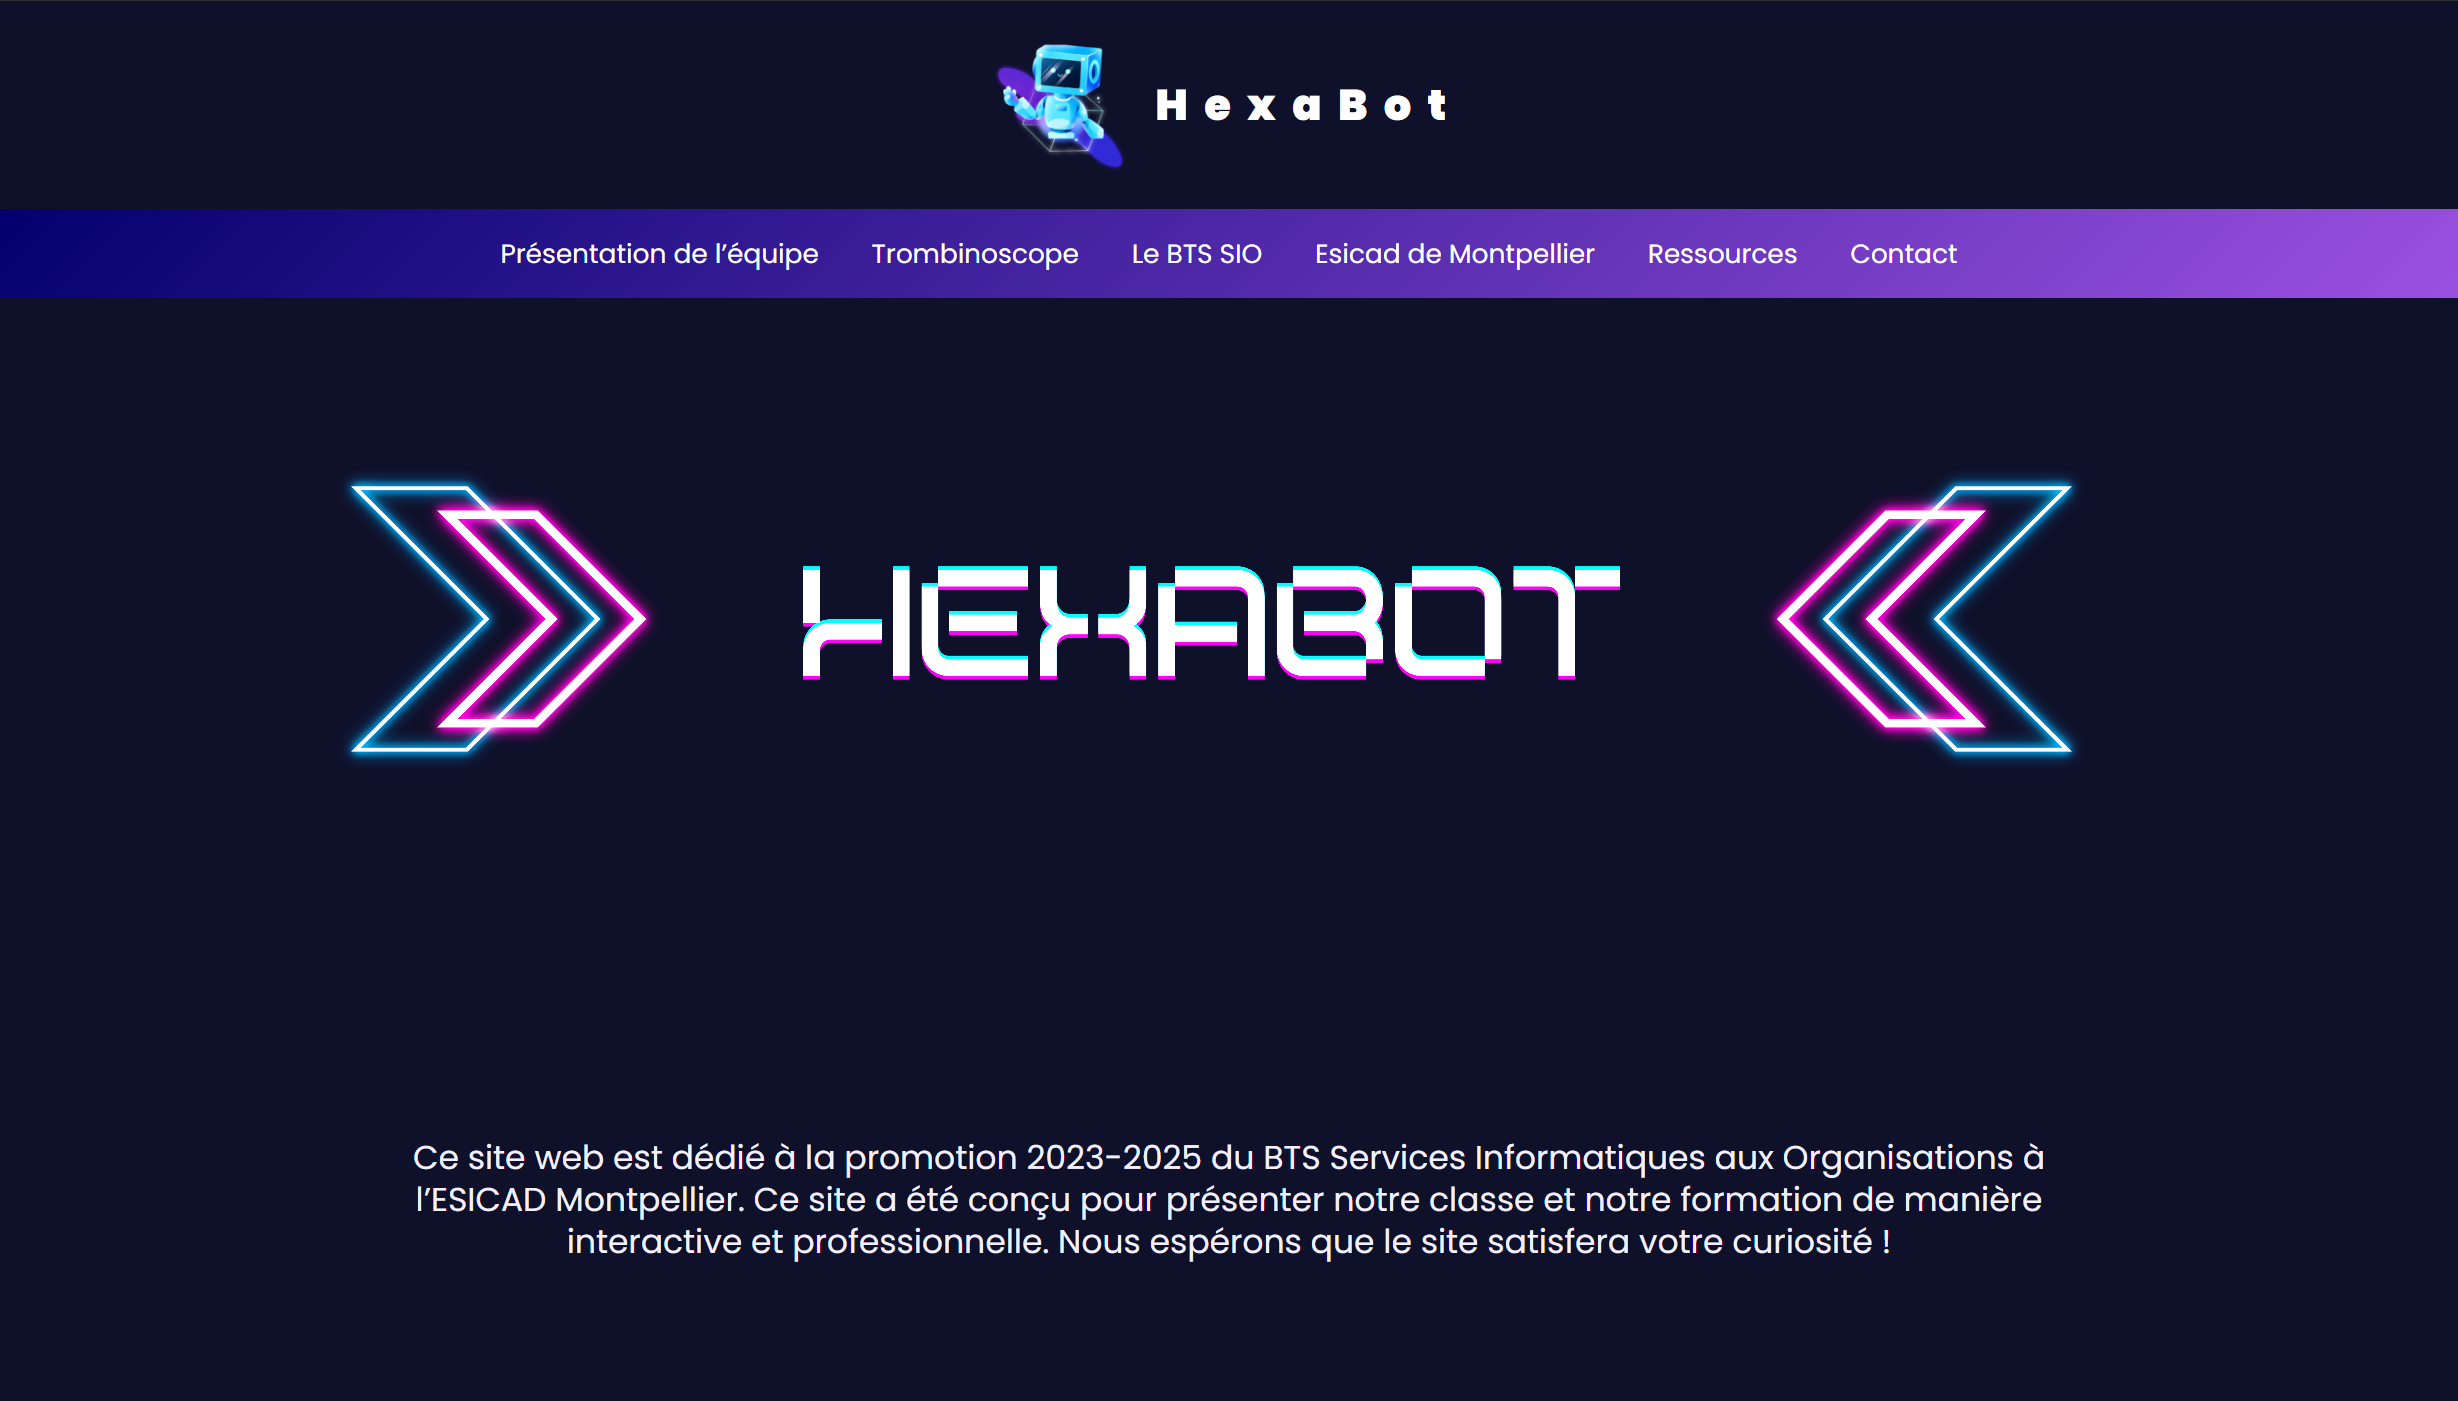 HexaBot
Présentation de l’équipe
Trombinoscope
Le BTS SIO
Esicad de Montpellier
Ressources
Contact
HEXABOT
Ce site web est dédié à la promotion 2023-2025 du BTS Services Informatiques aux Organisations à
l’ESICAD Montpellier. Ce site a été conçu pour présenter notre classe et notre formation de manière
interactive et professionnelle. Nous espérons que le site satisfera votre curiosité !